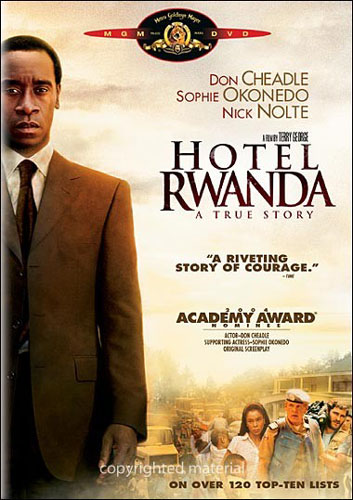 MGM DVD
DON CHEADLE
SOPHIE OKONEDO
NICK NOLTE
A FILM BY TERRY GEORGE
HOTEL
RWANDA
A TRUE STORY
"A RIVETING
STORY OF COURAGE."
- TIME
ACADEMY AWARD®
NOMINEE
ACTOR–DON CHEADLE
SUPPORTING ACTRESS–SOPHIE OKONEDO
ORIGINAL SCREENPLAY
copyrighted material
ON OVER 120 TOP-TEN LISTS